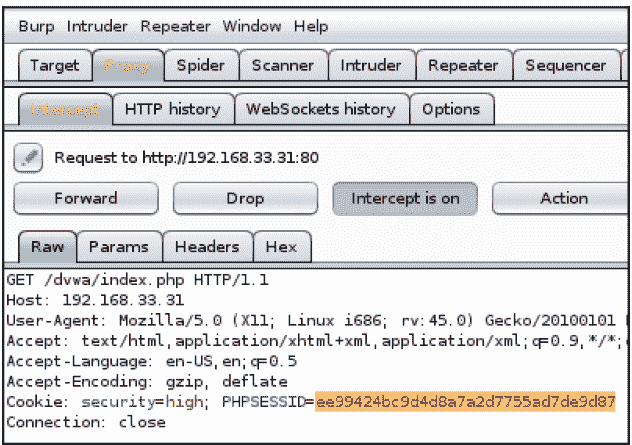 Burp Intruder Repeater Window Help
Target Proxy Spider Scanner Intruder Repeater Sequencer
Intercept HTTP history WebSockets history Options
Request to http://192.168.33.31:80
Forward Drop Intercept is on Action
Raw Params Headers Hex
GET /dvwa/index.php HTTP/1.1
Host: 192.168.33.31
User-Agent: Mozilla/5.0 (X11; Linux i686; rv:45.0) Gecko/20100101
Accept: text/html,application/xhtml+xml,application/xml;q=0.9,*/*;
Accept-Language: en-US,en;q=0.5
Accept-Encoding: gzip, deflate
Cookie: security=high; PHPSESSID=ee99424bc9d4d8a7a2d7755ad7de9d87
Connection: close